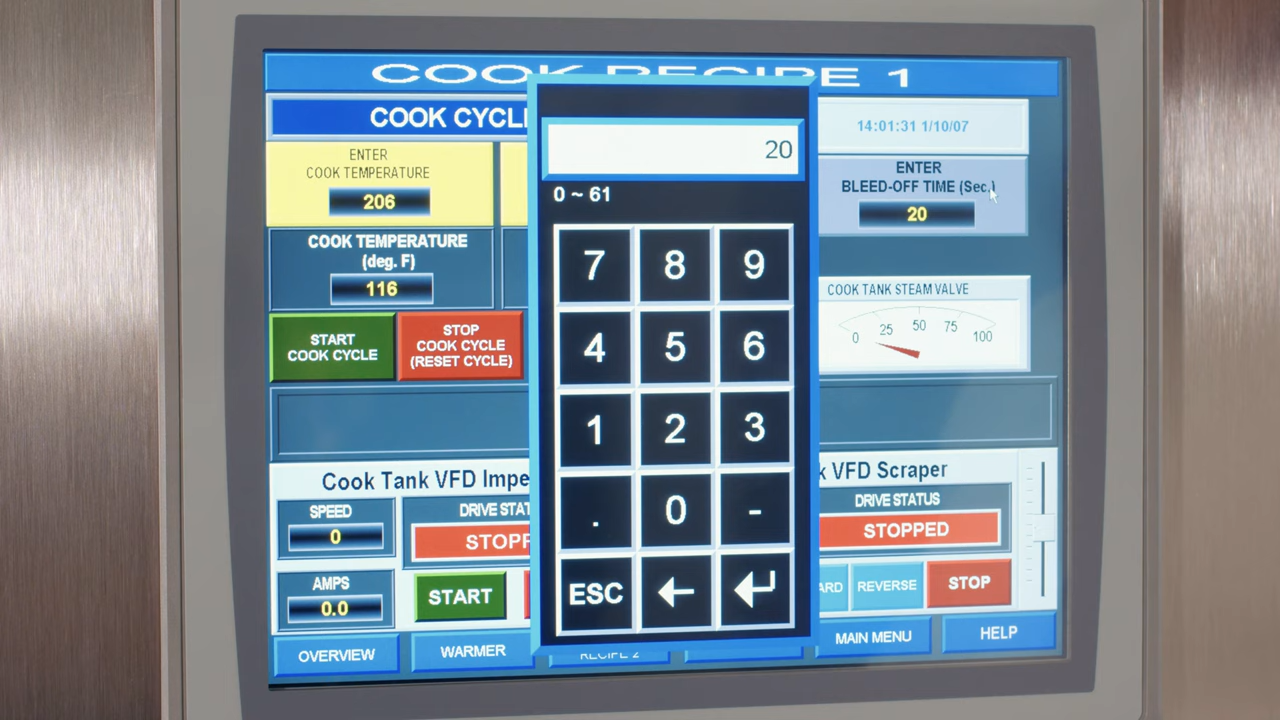 COOK RECIPE 1
COOK CYCL
14:01:31 1/10/07
ENTER
COOK TEMPERATURE
206
COOK TEMPERATURE
(deg. F)
116
START
COOK CYCLE
STOP
COOK CYCLE
(RESET CYCLE)
20
0 ~ 61
7 8 9
4 5 6
1 2 3
. 0 -
ESC ← ↵
ENTER
BLEED-OFF TIME (Sec.)
20
COOK TANK STEAM VALVE
0 25 50 75 100
Cook Tank VFD Impe
SPEED
0
AMPS
0.0
DRIVE STAT
STOPP
START
VFD Scraper
DRIVE STATUS
STOPPED
ARD REVERSE STOP
OVERVIEW WARMER RECIPE 2 MAIN MENU HELP